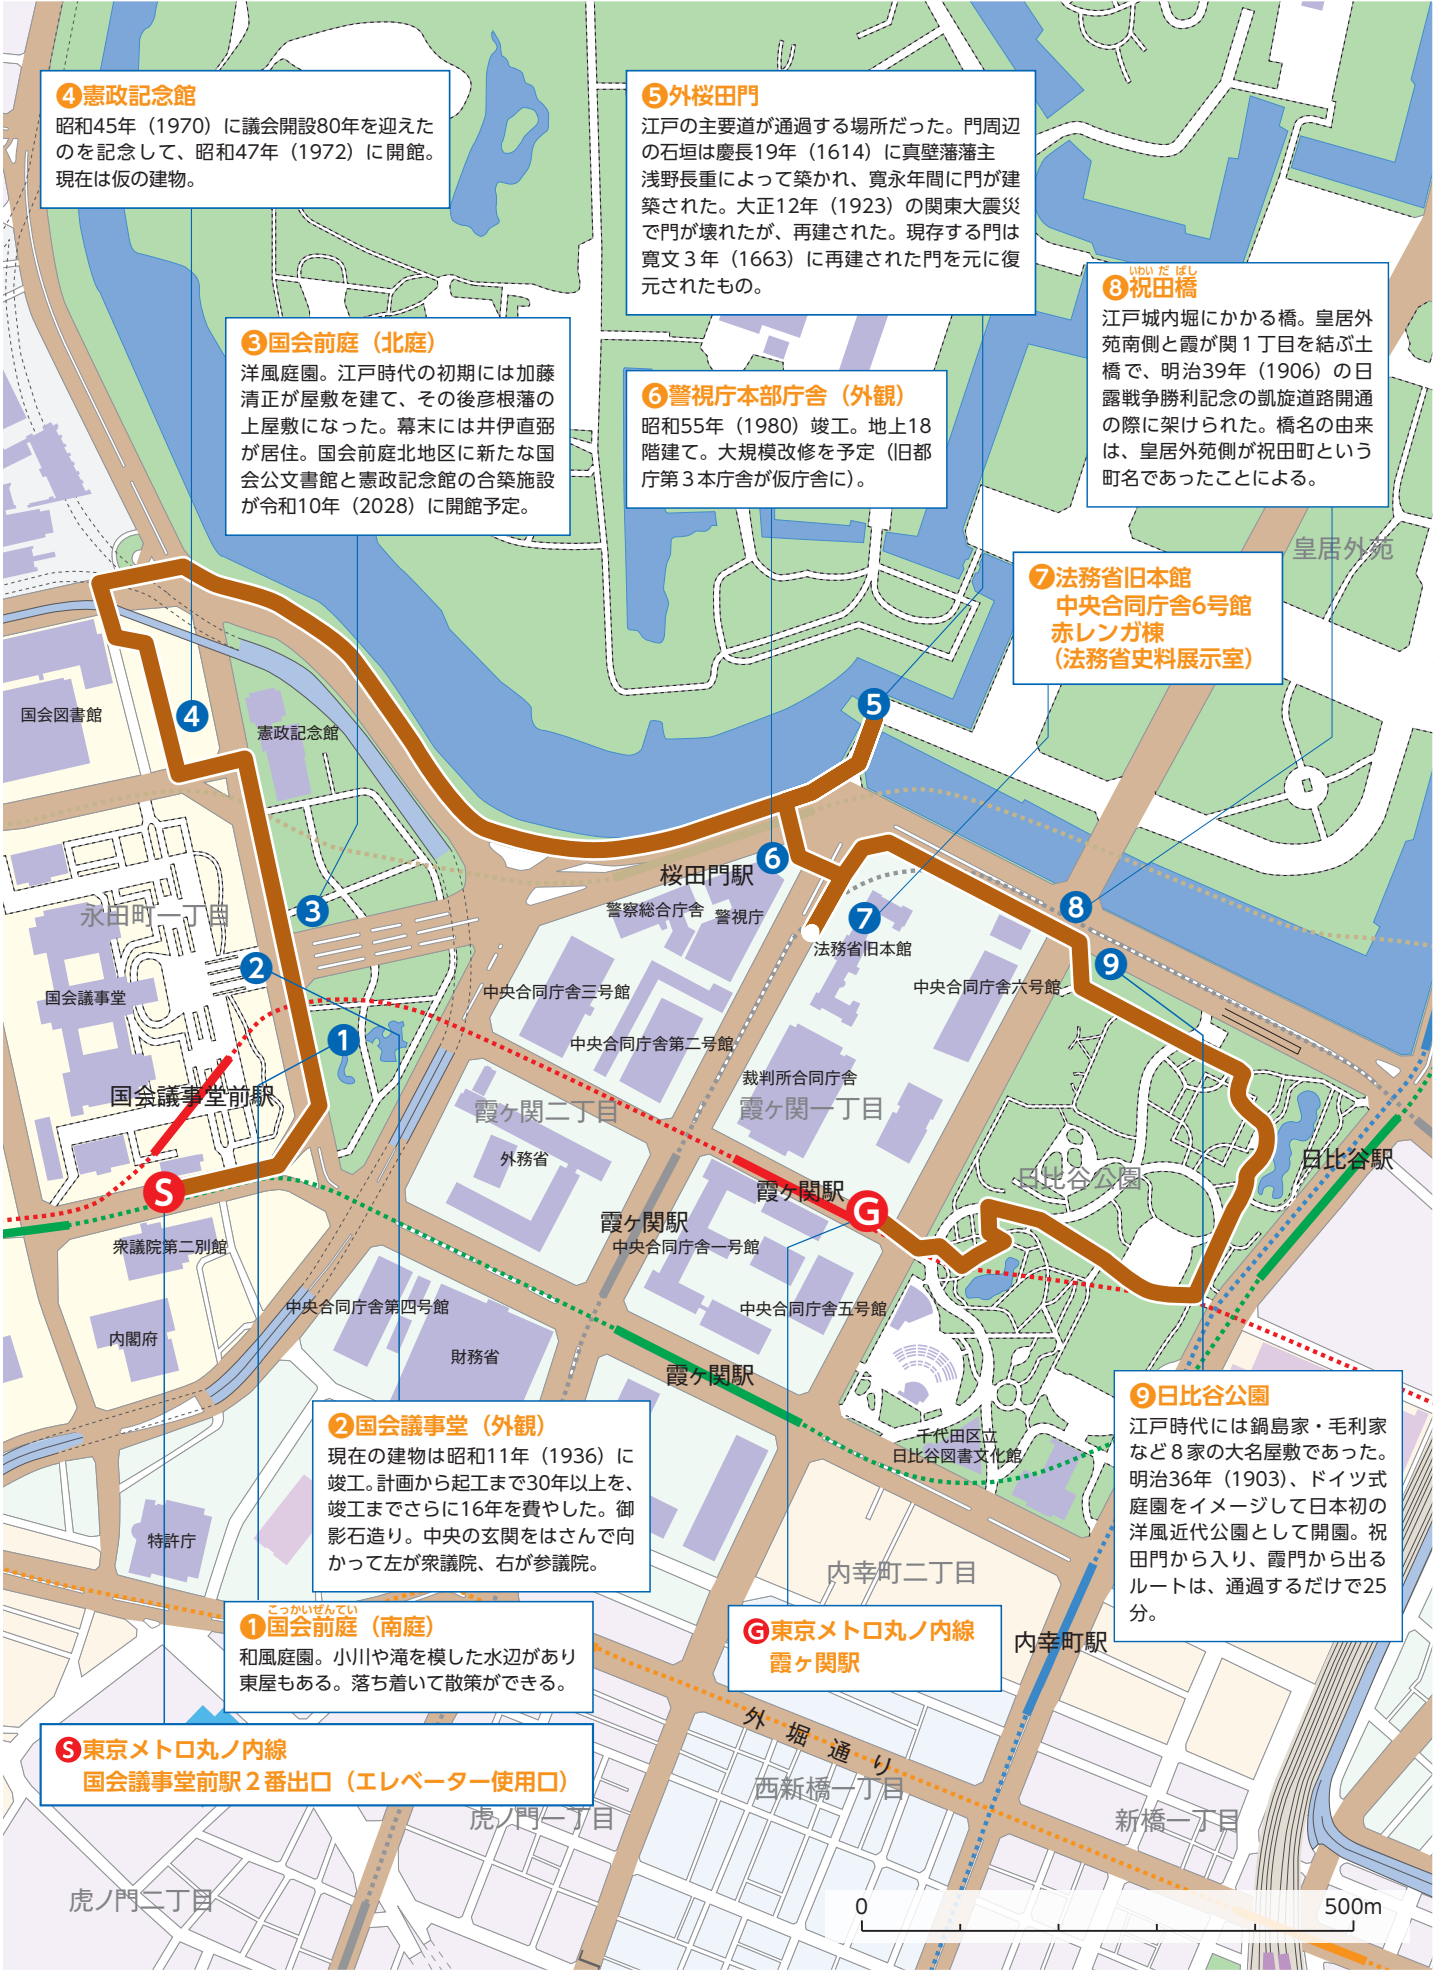 ❹憲政記念館
昭和45年（1970）に議会開設80年を迎えた
のを記念して、昭和47年（1972）に開館。
現在は仮の建物。
❺外桜田門
江戸の主要道が通過する場所だった。門周辺
の石垣は慶長19年（1614）に真壁藩藩主
浅野長重によって築かれ、寛永年間に門が建
築された。大正12年（1923）の関東大震災
で門が壊れたが、再建された。現存する門は
寛文３年（1663）に再建された門を元に復
元されたもの。
いわいだばし
❽祝田橋
江戸城内堀にかかる橋。皇居外
苑南側と霞が関１丁目を結ぶ土
橋で、明治39年（1906）の日
露戦争勝利記念の凱旋道路開通
の際に架けられた。橋名の由来
は、皇居外苑側が祝田町という
町名であったことによる。
❸国会前庭（北庭）
洋風庭園。江戸時代の初期には加藤
清正が屋敷を建て、その後彦根藩の
上屋敷になった。幕末には井伊直弼
が居住。国会前庭北地区に新たな国
会公文書館と憲政記念館の合築施設
が令和10年（2028）に開館予定。
❻警視庁本部庁舎（外観）
昭和55年（1980）竣工。地上18
階建て。大規模改修を予定（旧都
庁第３本庁舎が仮庁舎に）。
皇居外苑
❼法務省旧本館
中央合同庁舎6号館
赤レンガ棟
（法務省史料展示室）
国会図書館
❹
憲政記念館
❺
❻
桜田門駅
警察総合庁舎
警視庁
❼
法務省旧本館
❽
❾
中央合同庁舎六号館
永田町一丁目
❸
❷
国会議事堂
❶
中央合同庁舎三号館
中央合同庁舎第二号館
裁判所合同庁舎
霞ヶ関一丁目
霞ヶ関二丁目
国会議事堂前駅
外務省
S
霞ヶ関駅
G
霞ヶ関駅
日比谷公園
日比谷駅
衆議院第二別館
中央合同庁舎一号館
中央合同庁舎第四号館
中央合同庁舎五号館
内閣府
財務省
霞ヶ関駅
千代田区立
日比谷図書文化館
❷国会議事堂（外観）
現在の建物は昭和11年（1936）に
竣工。計画から起工まで30年以上を、
竣工までさらに16年を費やした。御
影石造り。中央の玄関をはさんで向
かって左が衆議院、右が参議院。
❾日比谷公園
江戸時代には鍋島家・毛利家
など８家の大名屋敷であった。
明治36年（1903）、ドイツ式
庭園をイメージして日本初の
洋風近代公園として開園。祝
田門から入り、霞門から出る
ルートは、通過するだけで25
分。
特許庁
内幸町二丁目
内幸町駅
こっかいぜんてい
❶国会前庭（南庭）
和風庭園。小川や滝を模した水辺があり
東屋もある。落ち着いて散策ができる。
G東京メトロ丸ノ内線
霞ヶ関駅
S東京メトロ丸ノ内線
国会議事堂前駅２番出口（エレベーター使用口）
外堀通り
西新橋一丁目
新橋一丁目
虎ノ門一丁目
虎ノ門二丁目
0
500m